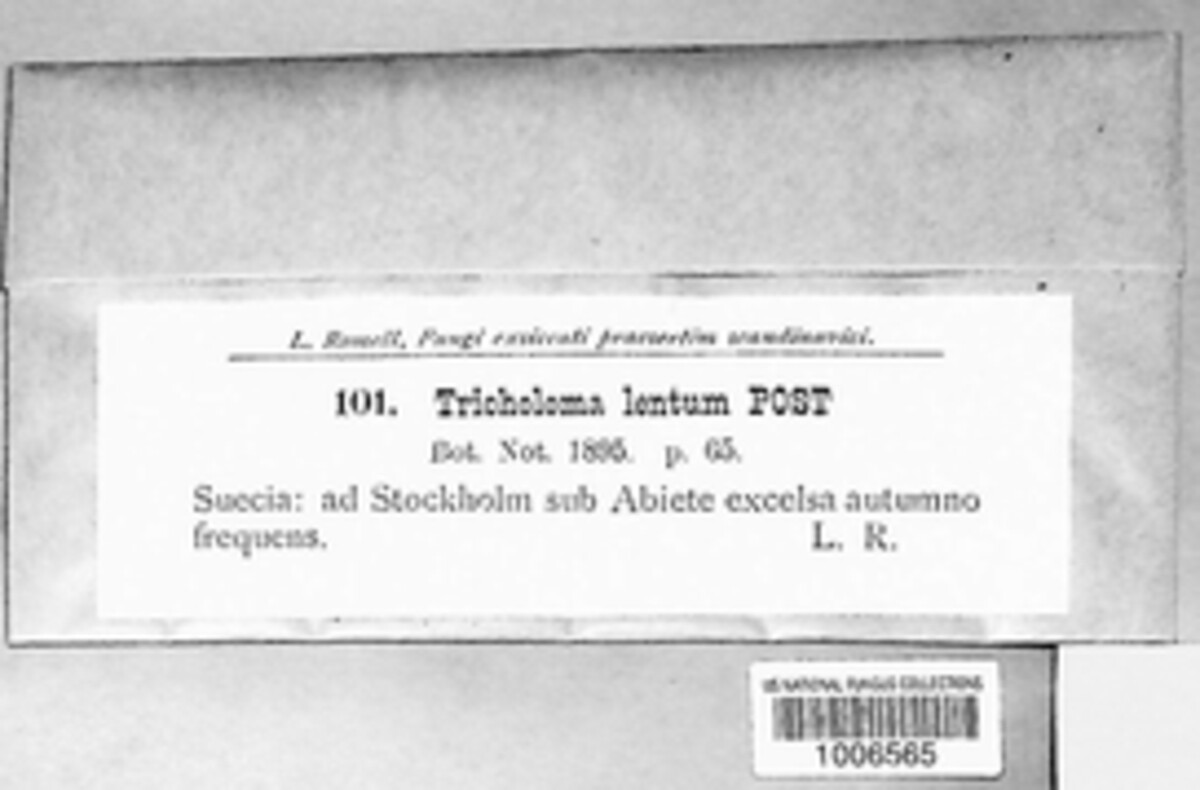 L. Romell, Fungi exsiccati praesertim scandinavici.
101. Tricholoma lentum POST
Bot. Not. 1895. p. 65.
Suecia: ad Stockholm sub Abiete excelsa autumno
frequens. L. R.
US NATIONAL FUNGUS COLLECTIONS
1006565